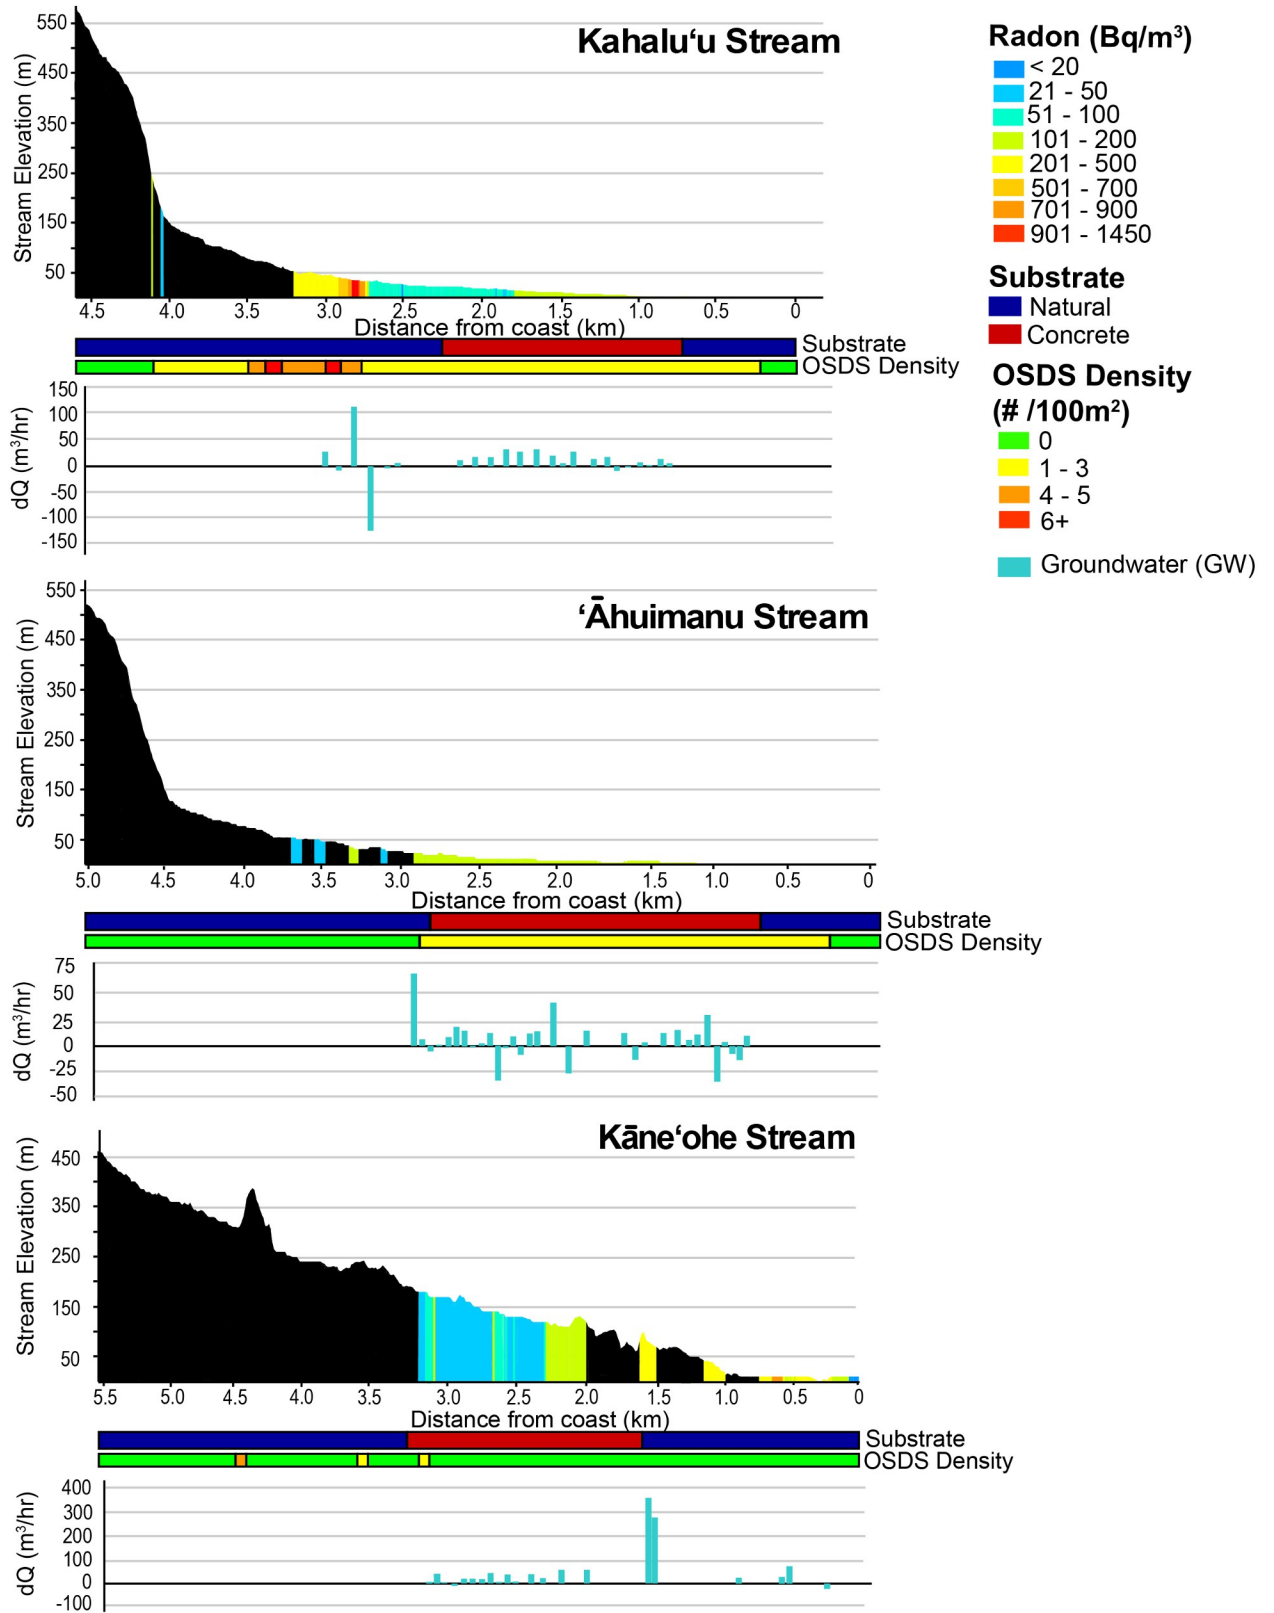 Kahaluʻu Stream
Stream Elevation (m)
550
450
350
250
150
50
4.5 4.0 3.5 3.0 2.5 2.0 1.5 1.0 0.5 0
Distance from coast (km)
Substrate
OSDS Density
dQ (m³/hr)
150
100
50
0
-50
-100
-150
ʻĀhuimanu Stream
Stream Elevation (m)
550
450
350
250
150
50
5.0 4.5 4.0 3.5 3.0 2.5 2.0 1.5 1.0 0.5 0
Distance from coast (km)
Substrate
OSDS Density
dQ (m³/hr)
75
50
25
0
-25
-50
Kāneʻohe Stream
Stream Elevation (m)
450
350
250
150
50
5.5 5.0 4.5 4.0 3.5 3.0 2.5 2.0 1.5 1.0 0.5 0
Distance from coast (km)
Substrate
OSDS Density
dQ (m³/hr)
400
300
200
100
0
-100
Radon (Bq/m³)
< 20
21 - 50
51 - 100
101 - 200
201 - 500
501 - 700
701 - 900
901 - 1450
Substrate
Natural
Concrete
OSDS Density
(# /100m²)
0
1 - 3
4 - 5
6+
Groundwater (GW)